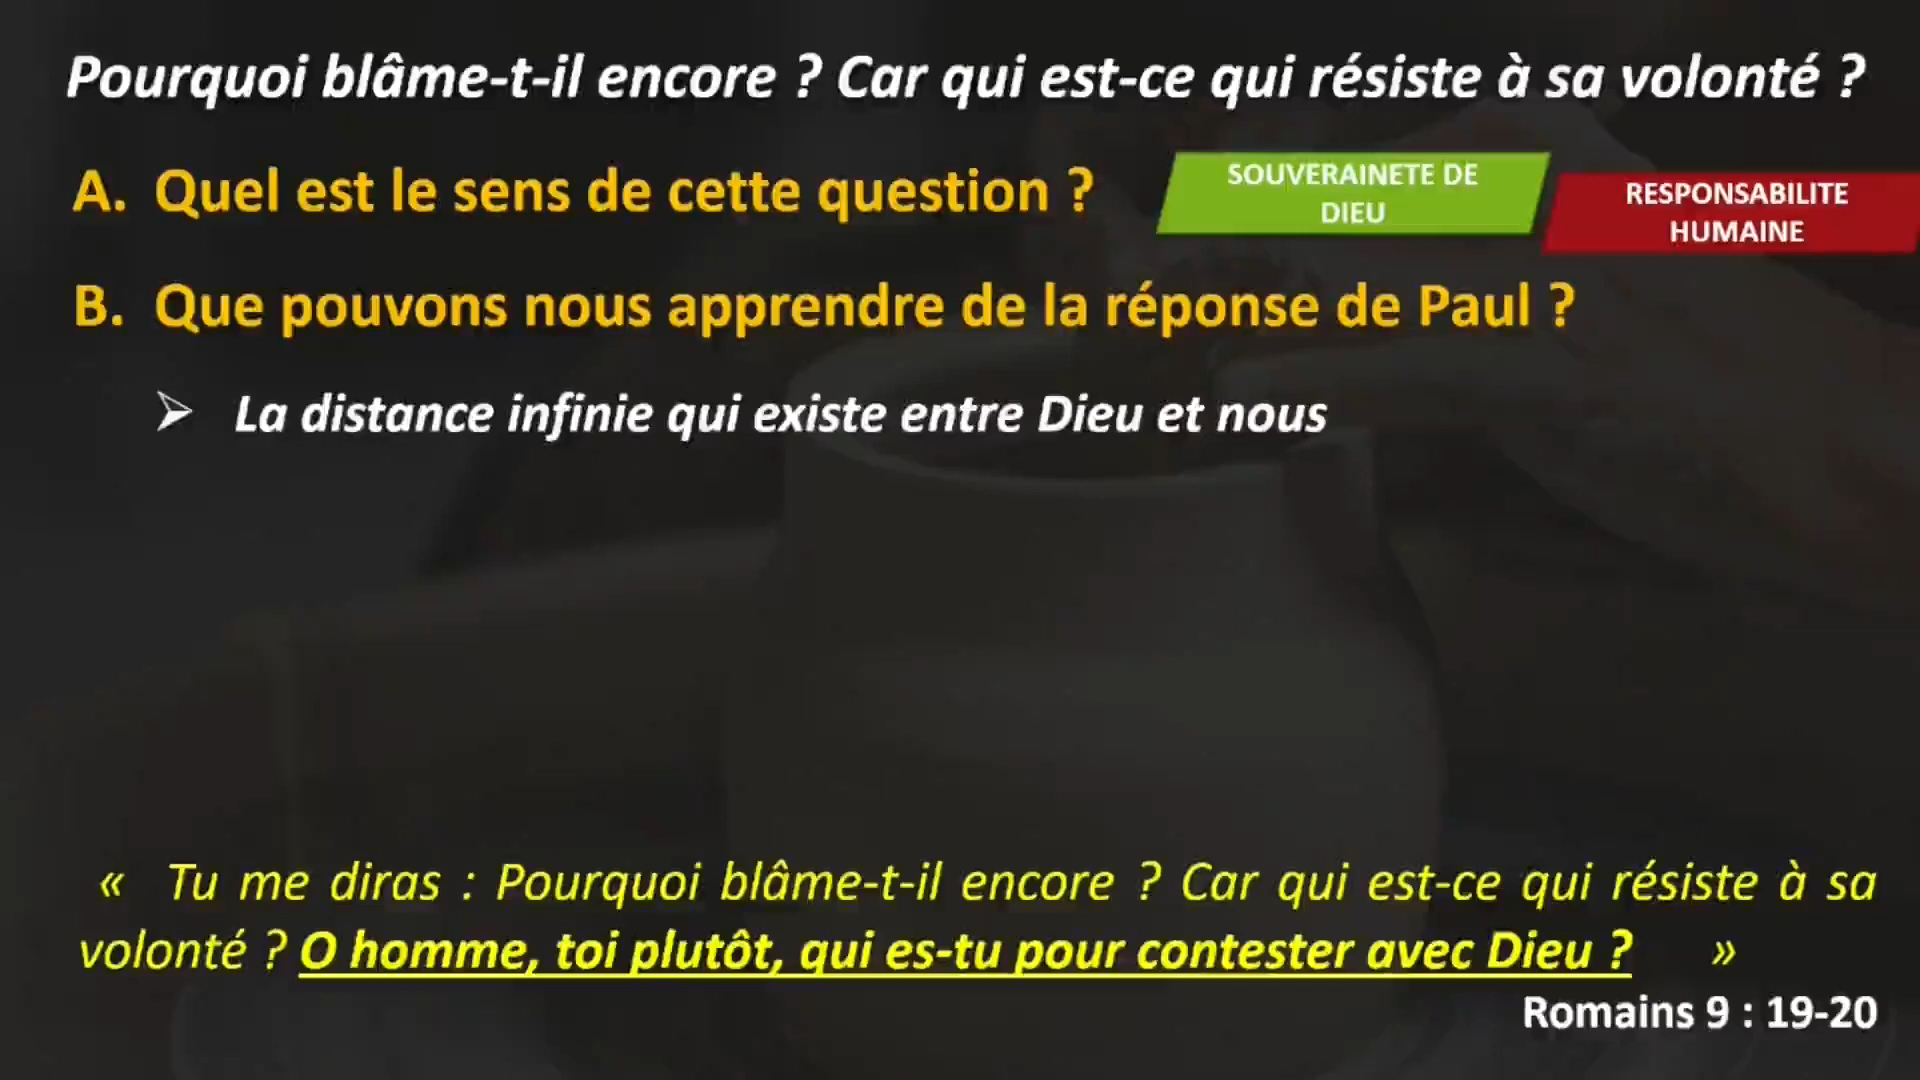 Pourquoi blâme-t-il encore ? Car qui est-ce qui résiste à sa volonté ?
A. Quel est le sens de cette question ?
SOUVERAINETE DE
DIEU
RESPONSABILITE
HUMAINE
B. Que pouvons nous apprendre de la réponse de Paul ?
➢ La distance infinie qui existe entre Dieu et nous
« Tu me diras : Pourquoi blâme-t-il encore ? Car qui est-ce qui résiste à sa
volonté ? O homme, toi plutôt, qui es-tu pour contester avec Dieu ? »
Romains 9 : 19-20